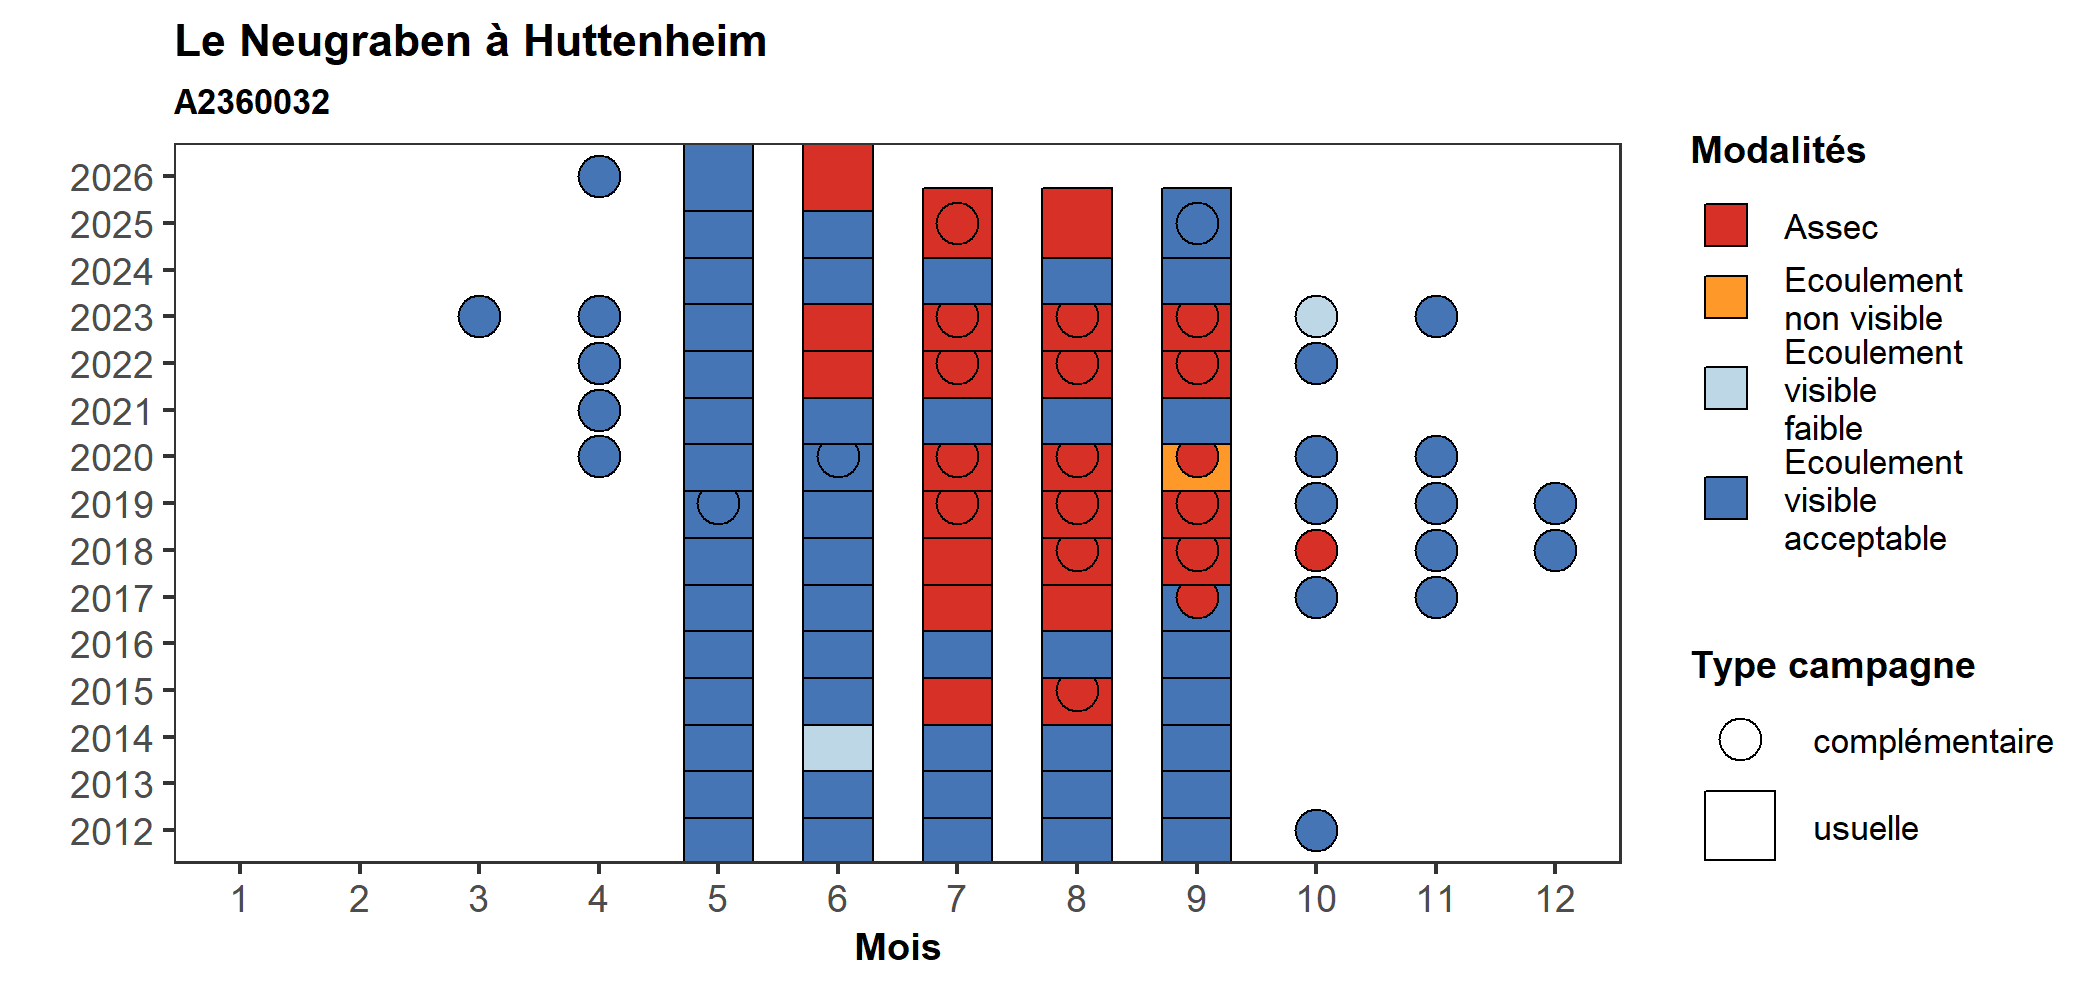 Le Neugraben à Huttenheim
A2360032
2026
2025
2024
2023
2022
2021
2020
2019
2018
2017
2016
2015
2014
2013
2012
1 2 3 4 5 6 7 8 9 10 11 12
Mois
Modalités
Assec
Ecoulement
non visible
Ecoulement
visible
faible
Ecoulement
visible
acceptable
Type campagne
complémentaire
usuelle